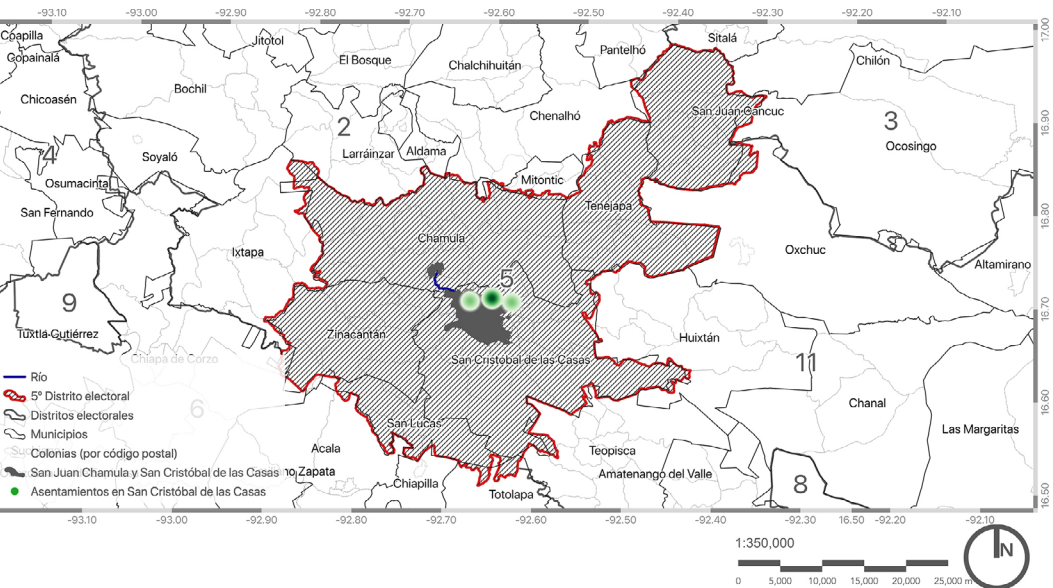 -93.10 -93.00 -92.90 -92.80 -92.70 -92.60 -92.50 -92.40 -92.30 -92.20 -92.10
17.00
Coapilla
Jitotol
Sitalá
Copainalá
El Bosque
Pantelhó
Chilón
Chalchihuitán
Bochil
Chicoasén
San Juan Cancuc
Chenalhó
16.90
2
3
Ocosingo
4
Soyaló
Larráinzar
Aldama
Osumacinta
Mitontic
San Fernando
Tenejapa
16.80
Chamula
Ixtapa
Oxchuc
Altamirano
5
9
16.70
Tuxtla Gutiérrez
Zinacantán
Huixtán
Chiapa de Corzo
San Cristóbal de las Casas
11
Río
5º Distrito electoral
6
Chanal
16.60
Distritos electorales
San Lucas
Las Margaritas
Municipios
Acala
Teopisca
Colonias (por código postal)
San Juan Chamula y San Cristóbal de las Casas
no Zapata
Amatenango del Valle
Chiapilla
8
Asentamientos en San Cristóbal de las Casas
Totolapa
16.50
-93.10 -93.00 -92.90 -92.80 -92.70 -92.60 -92.50 -92.40 -92.30 16.50 -92.20 -92.10
1:350,000
N
0 5,000 10,000 15,000 20,000 25,000 m